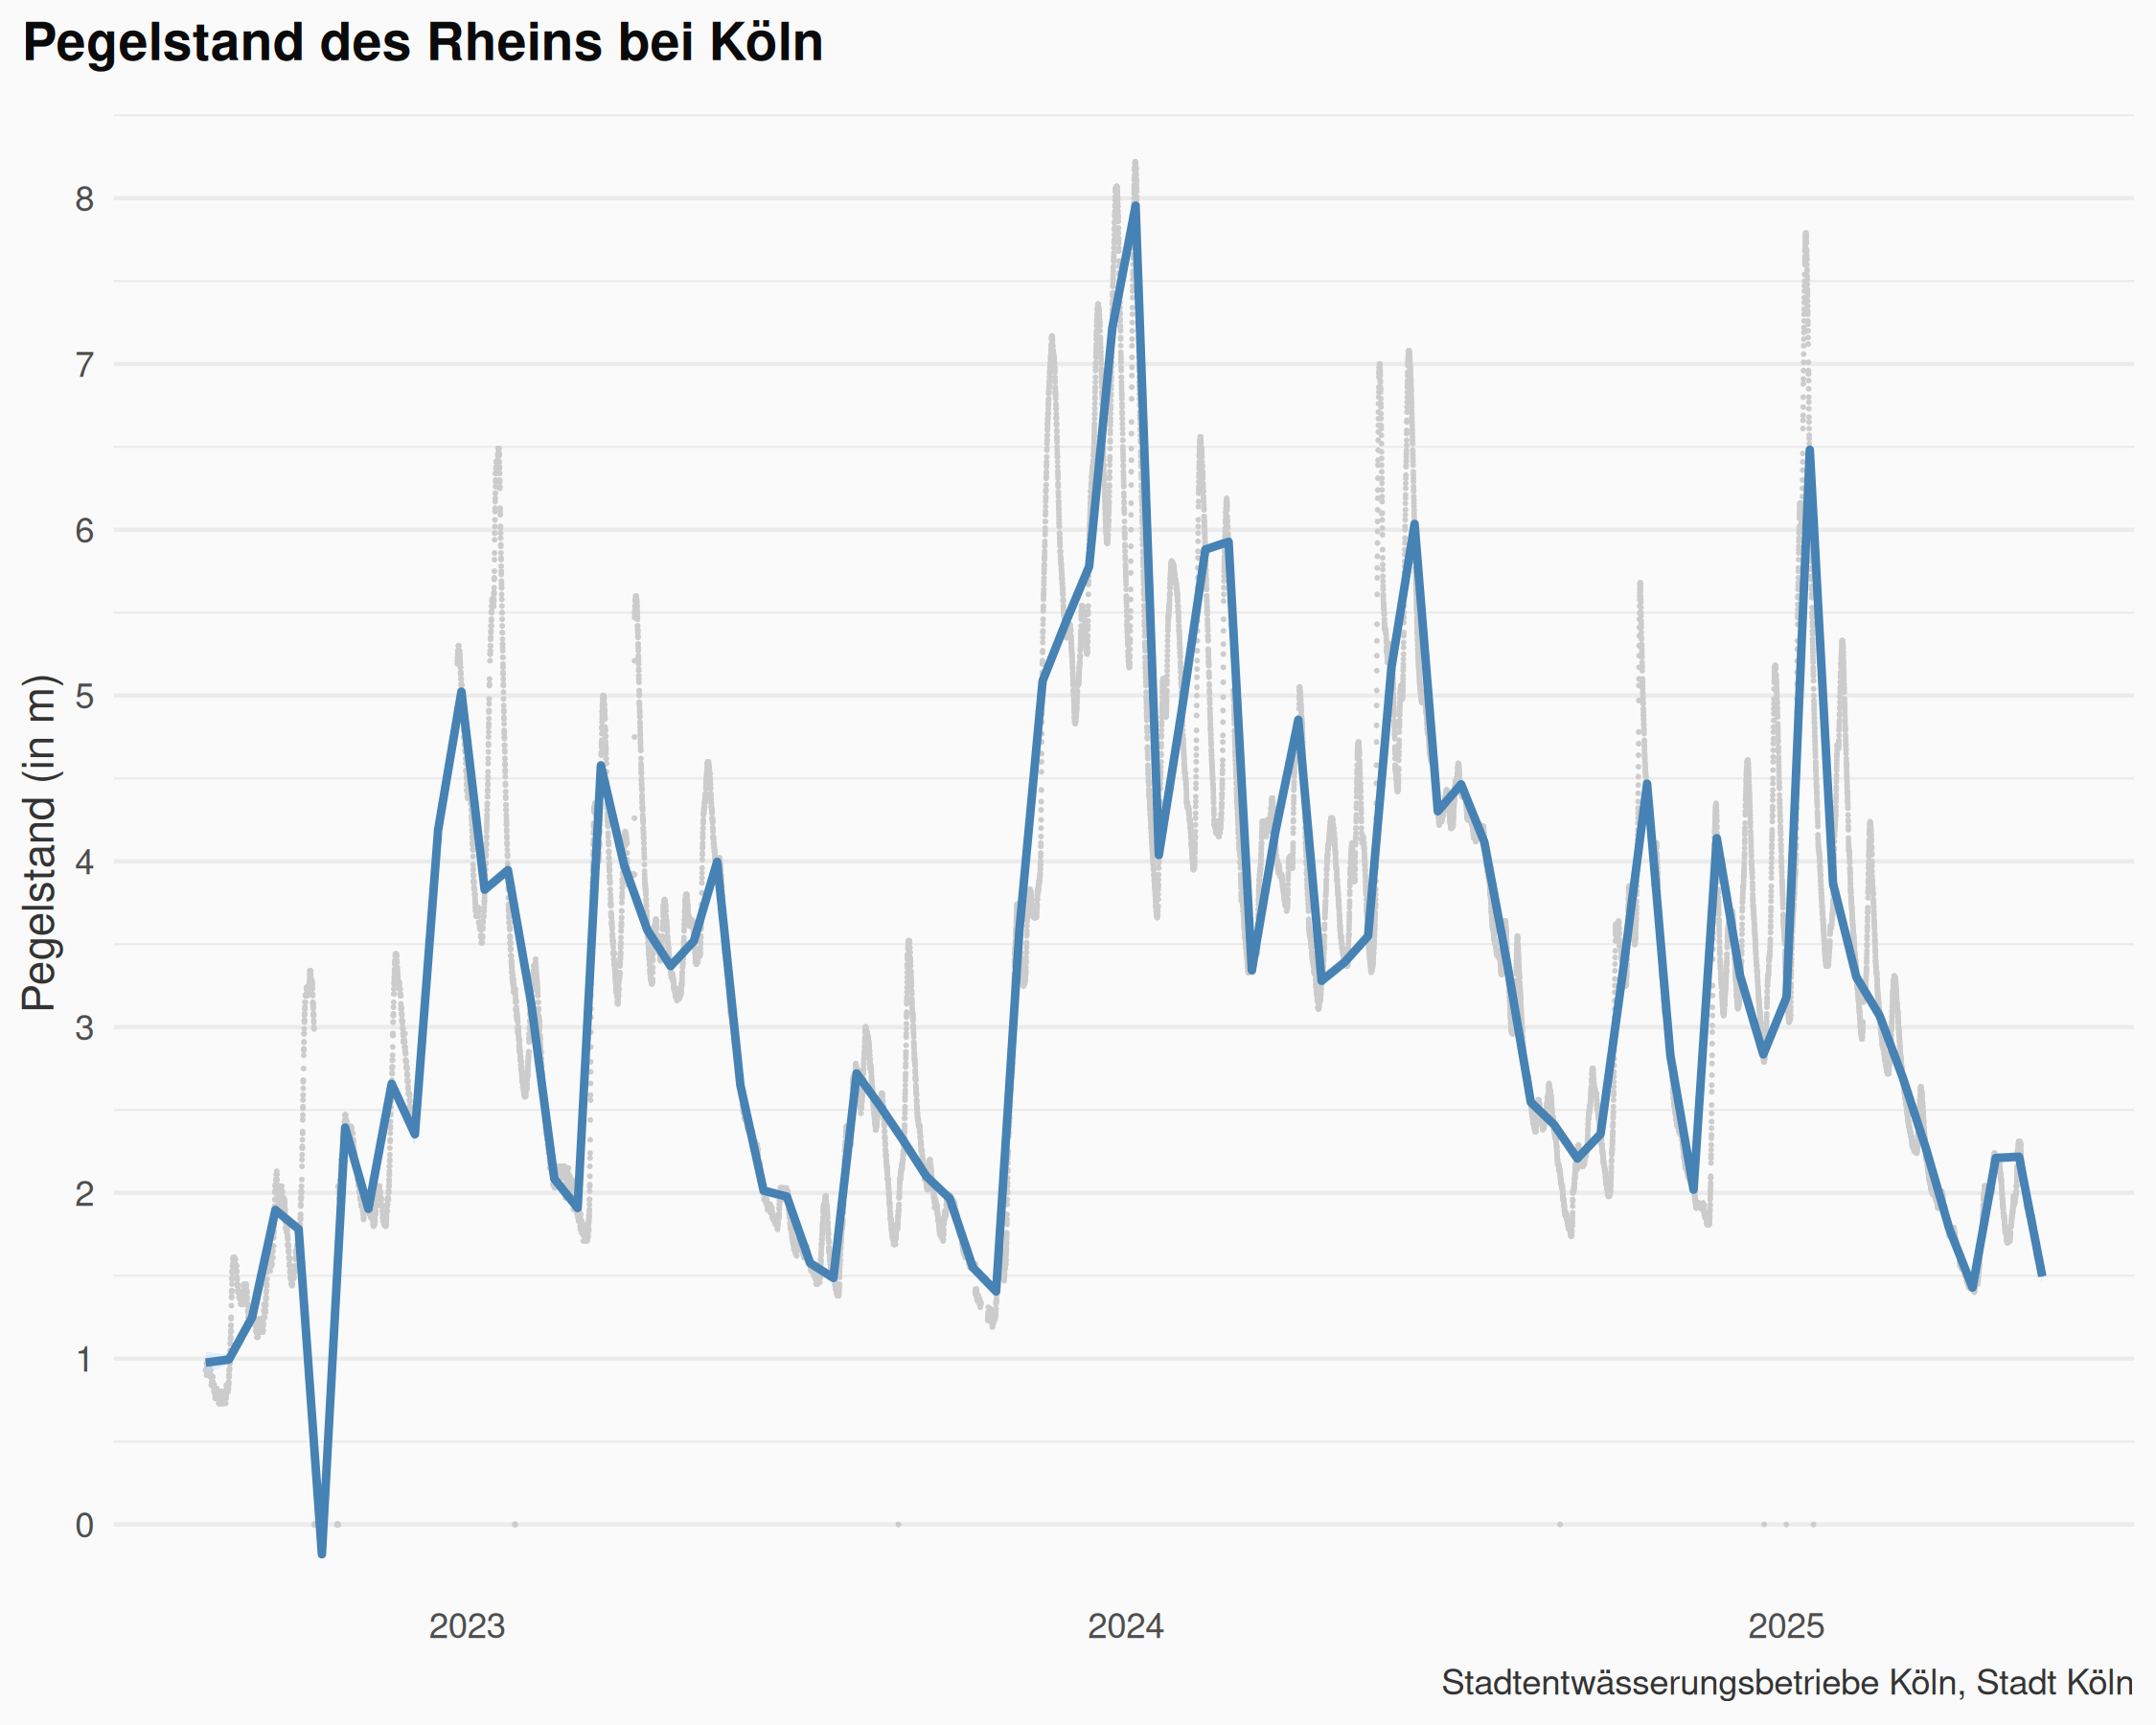 Pegelstand des Rheins bei Köln
Pegelstand (in m)
8
7
6
5
4
3
2
1
0
2023 2024 2025
Stadtentwässerungsbetriebe Köln, Stadt Köln